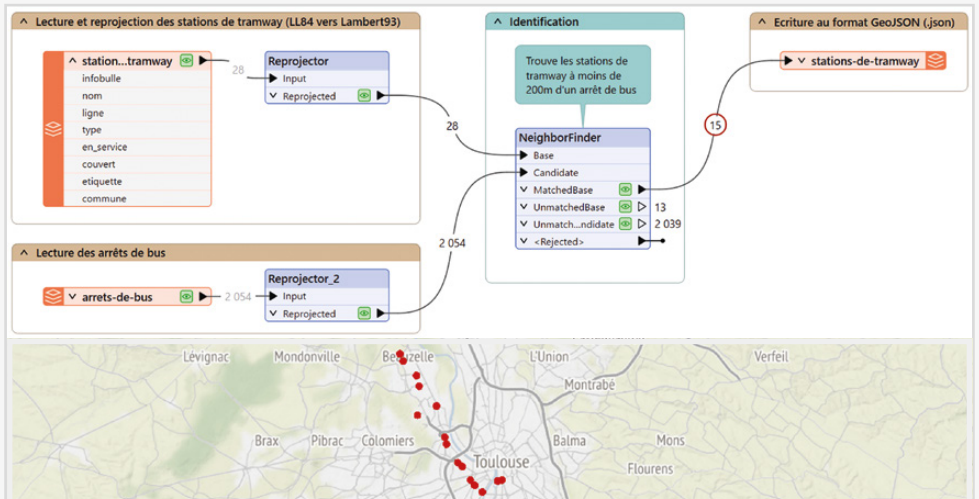 Lecture et reprojection des stations de tramway (LL84 vers Lambert93)
station...tramway
infobulle
nom
ligne
type
en_service
couvert
etiquette
commune
28
Reprojector
Input
Reprojected
28
Lecture des arrêts de bus
arrets-de-bus
2 054
Reprojector_2
Input
Reprojected
2 054
Identification
Trouve les stations de
tramway à moins de
200m d'un arrêt de bus
NeighborFinder
Base
Candidate
MatchedBase
UnmatchedBase
13
Unmatch...ndidate
2 039
<Rejected>
15
Ecriture au format GeoJSON (.json)
stations-de-tramway
Lévignac
Mondonville
Beauzelle
L'Union
Verfeil
Montrabé
Brax
Pibrac
Colomiers
Balma
Mons
Toulouse
Flourens